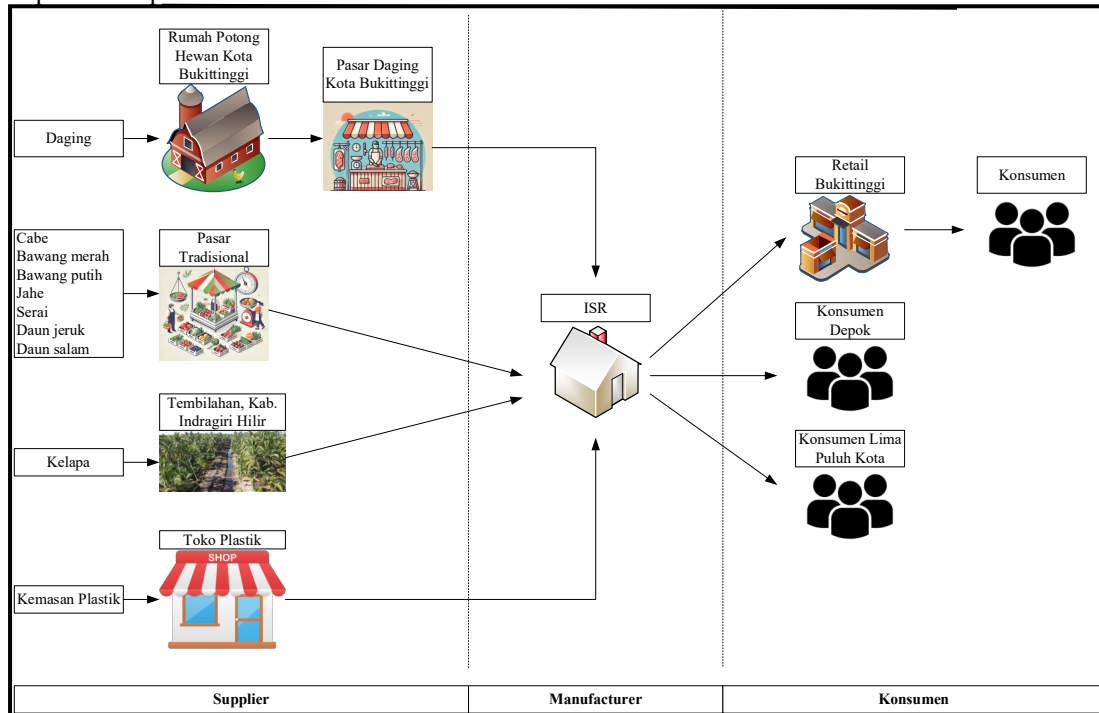 Rumah Potong
Hewan Kota
Bukittinggi
Pasar Daging
Kota Bukittinggi
Daging
Retail
Bukittinggi
Konsumen
Cabe
Bawang merah
Bawang putih
Jahe
Serai
Daun jeruk
Daun salam
Pasar
Tradisional
ISR
Konsumen
Depok
Tembilahan, Kab.
Indragiri Hilir
Kelapa
Konsumen Lima
Puluh Kota
Toko Plastik
SHOP
Kemasan Plastik
Supplier
Manufacturer
Konsumen